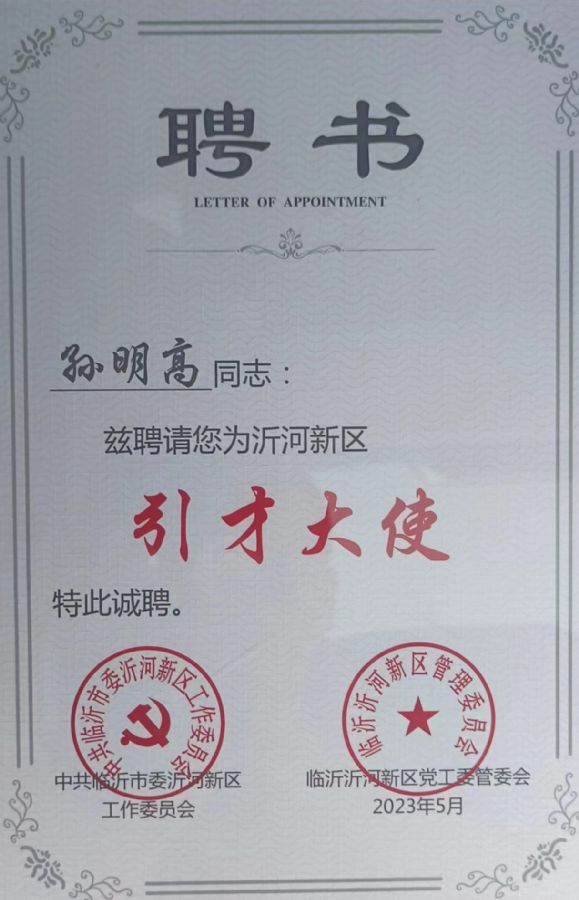 聘书
LETTER OF APPOINTMENT
孙明高同志：
兹聘请您为沂河新区
引才大使
特此诚聘。
中共临沂市委沂河新区工作委员会
临沂沂河新区管理委员会
中共临沂市委沂河新区
工作委员会
临沂沂河新区党工委管委会
2023年5月